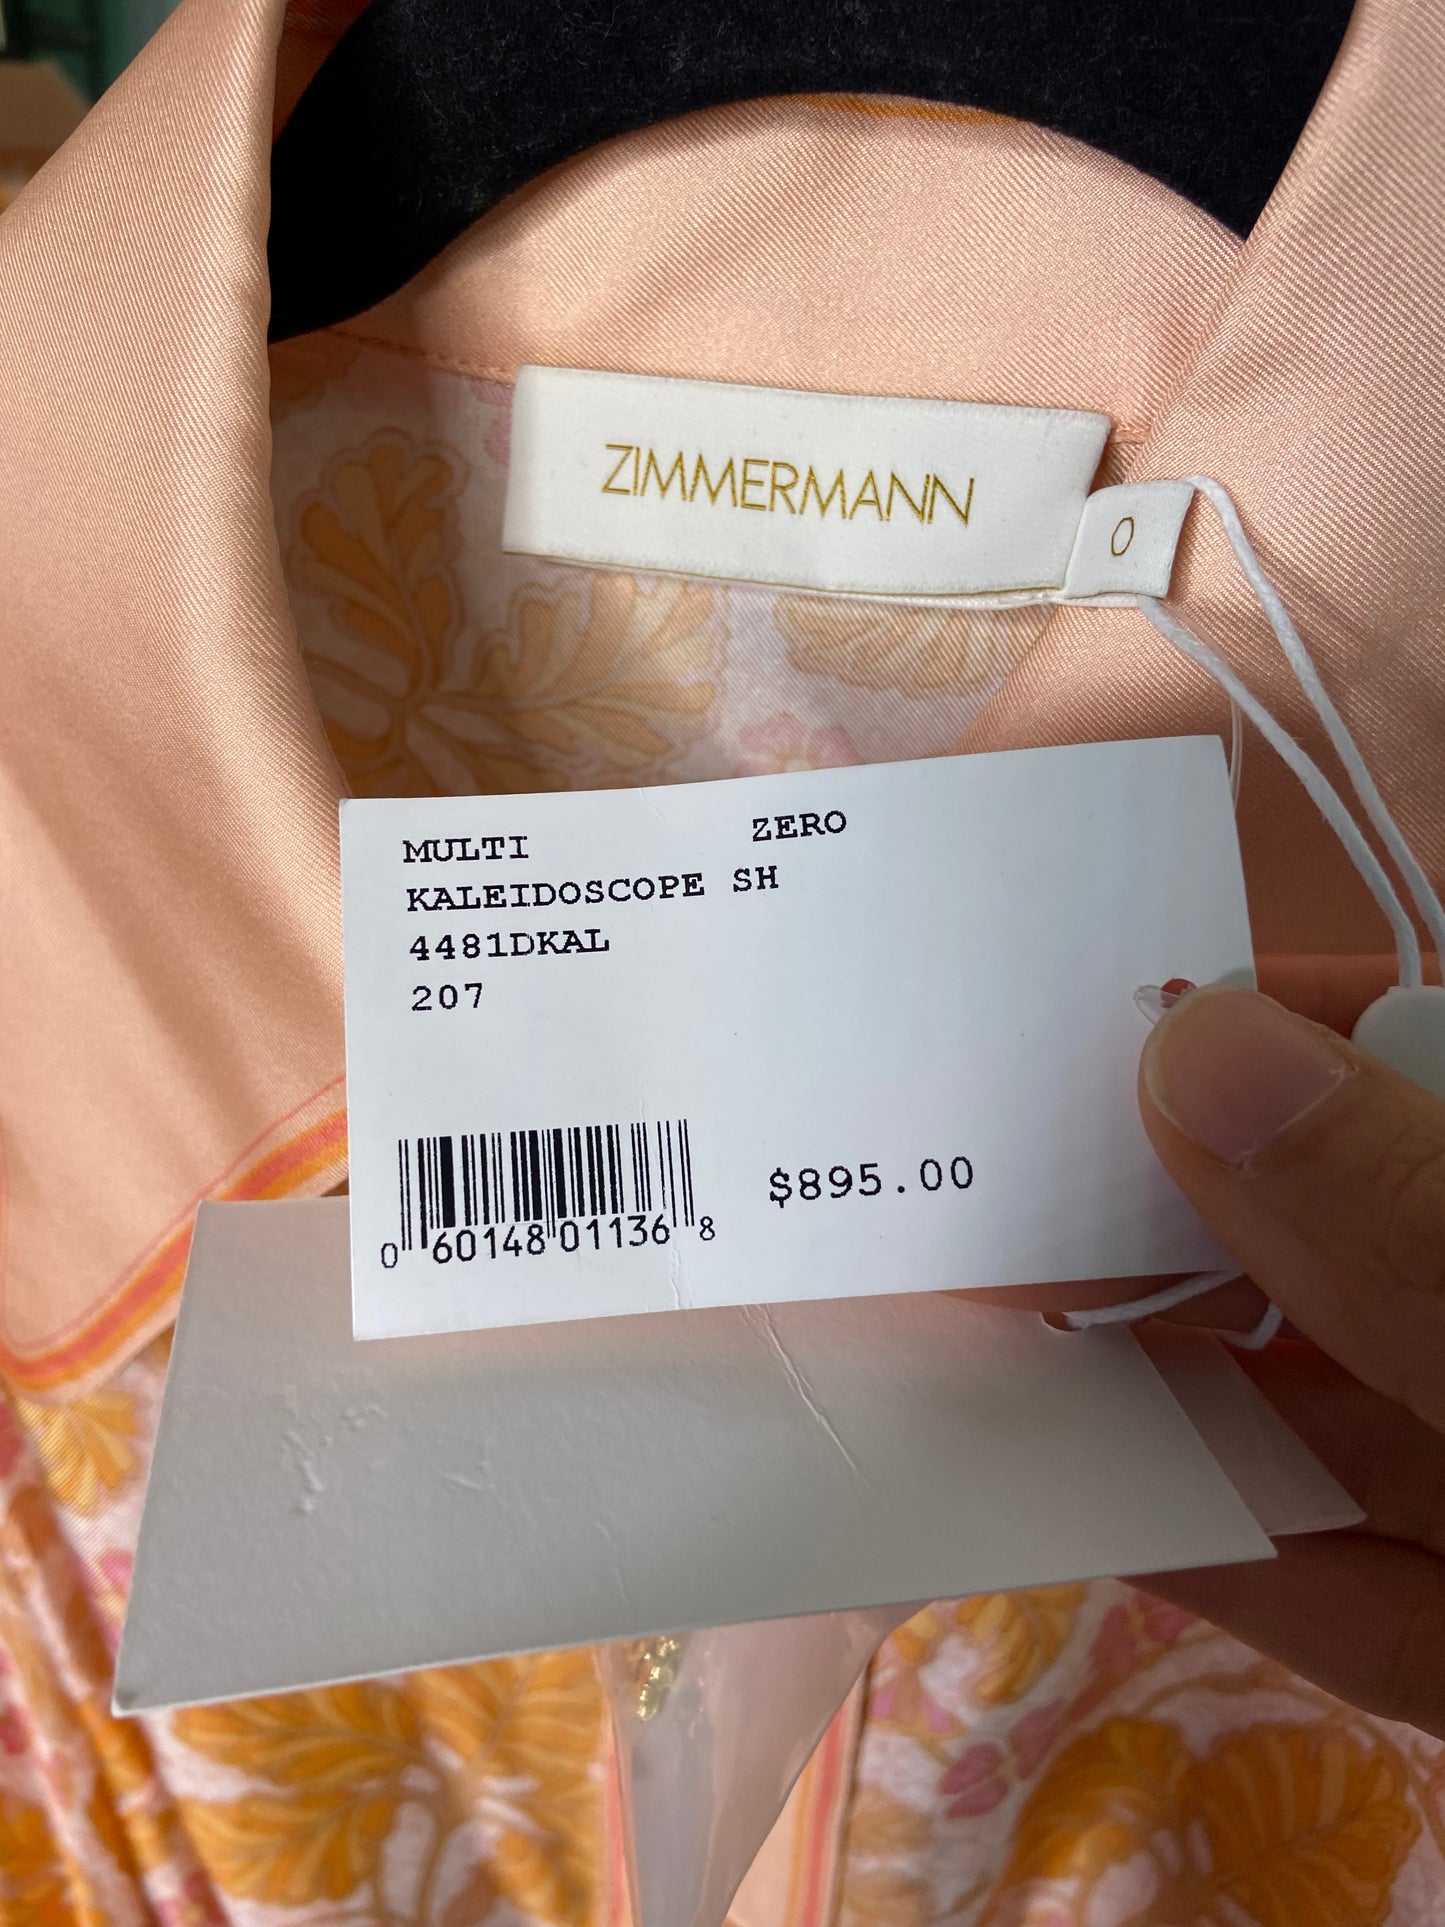 ZIMMERMANN
0
MULTI ZERO
KALEIDOSCOPE SH
4481DKAL
207
$895.00
0 60148 01136 8